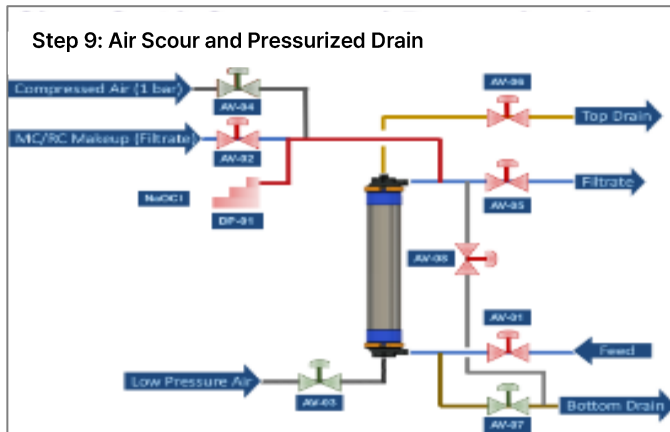 Step 9: Air Scour and Pressurized Drain
Compressed Air (1 bar)
AV-04
AV-06
Top Drain
MC/RC Makeup (Filtrate)
AV-02
NaOCl
DP-01
Filtrate
AV-05
AV-08
AV-01
Feed
Low Pressure Air
AV-03
Bottom Drain
AV-07